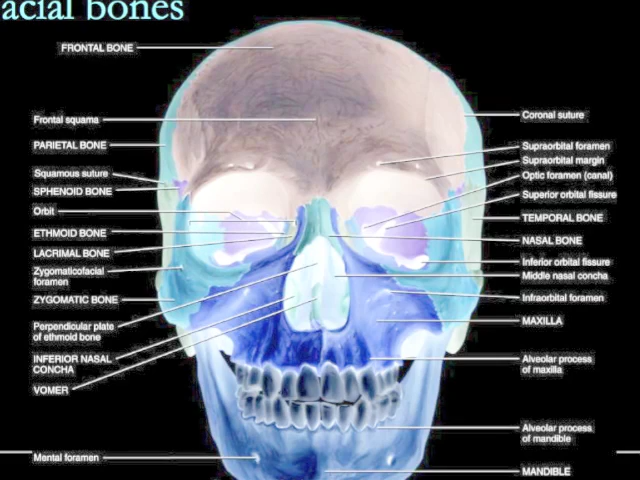 acial bones
FRONTAL BONE
Frontal squama
PARIETAL BONE
Squamous suture
SPHENOID BONE
Orbit
ETHMOID BONE
LACRIMAL BONE
Zygomaticofacial
foramen
ZYGOMATIC BONE
Perpendicular plate
of ethmoid bone
INFERIOR NASAL
CONCHA
VOMER
Mental foramen
Coronal suture
Supraorbital foramen
Supraorbital margin
Optic foramen (canal)
Superior orbital fissure
TEMPORAL BONE
NASAL BONE
Inferior orbital fissure
Middle nasal concha
Infraorbital foramen
MAXILLA
Alveolar process
of maxilla
Alveolar process
of mandible
MANDIBLE